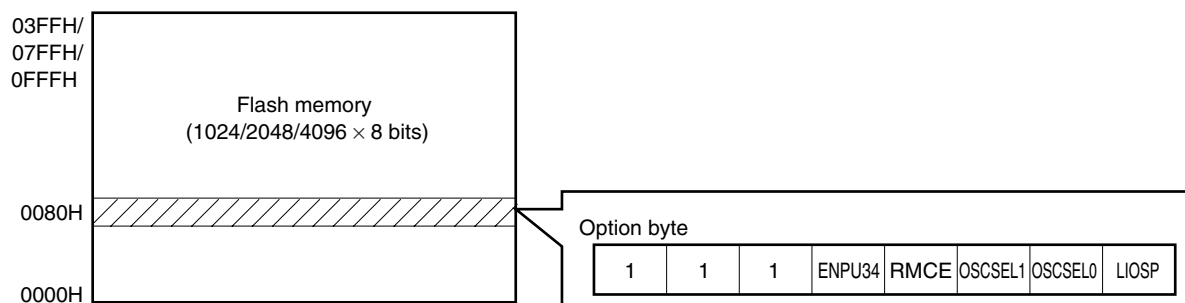 03FFH/
07FFH/
0FFFH
Flash memory
(1024/2048/4096 × 8 bits)
0080H
Option byte
1 1 1 ENPU34 RMCE OSCSEL1 OSCSEL0 LIOSP
0000H